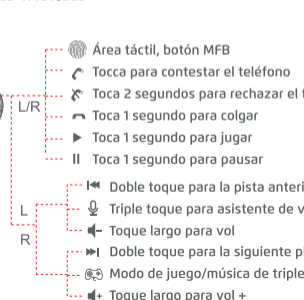 Área táctil, botón MFB
Tocca para contestar el teléfono
Toca 2 segundos para rechazar el
L/R
Toca 1 segundo para colgar
Toca 1 segundo para jugar
Toca 1 segundo para pausar
Doble toque para la pista
L
Triple toque para asistente de
Toque largo para vol
R
Doble toque para la siguiente
Modo de juego/música de triple
Toque largo para vol +